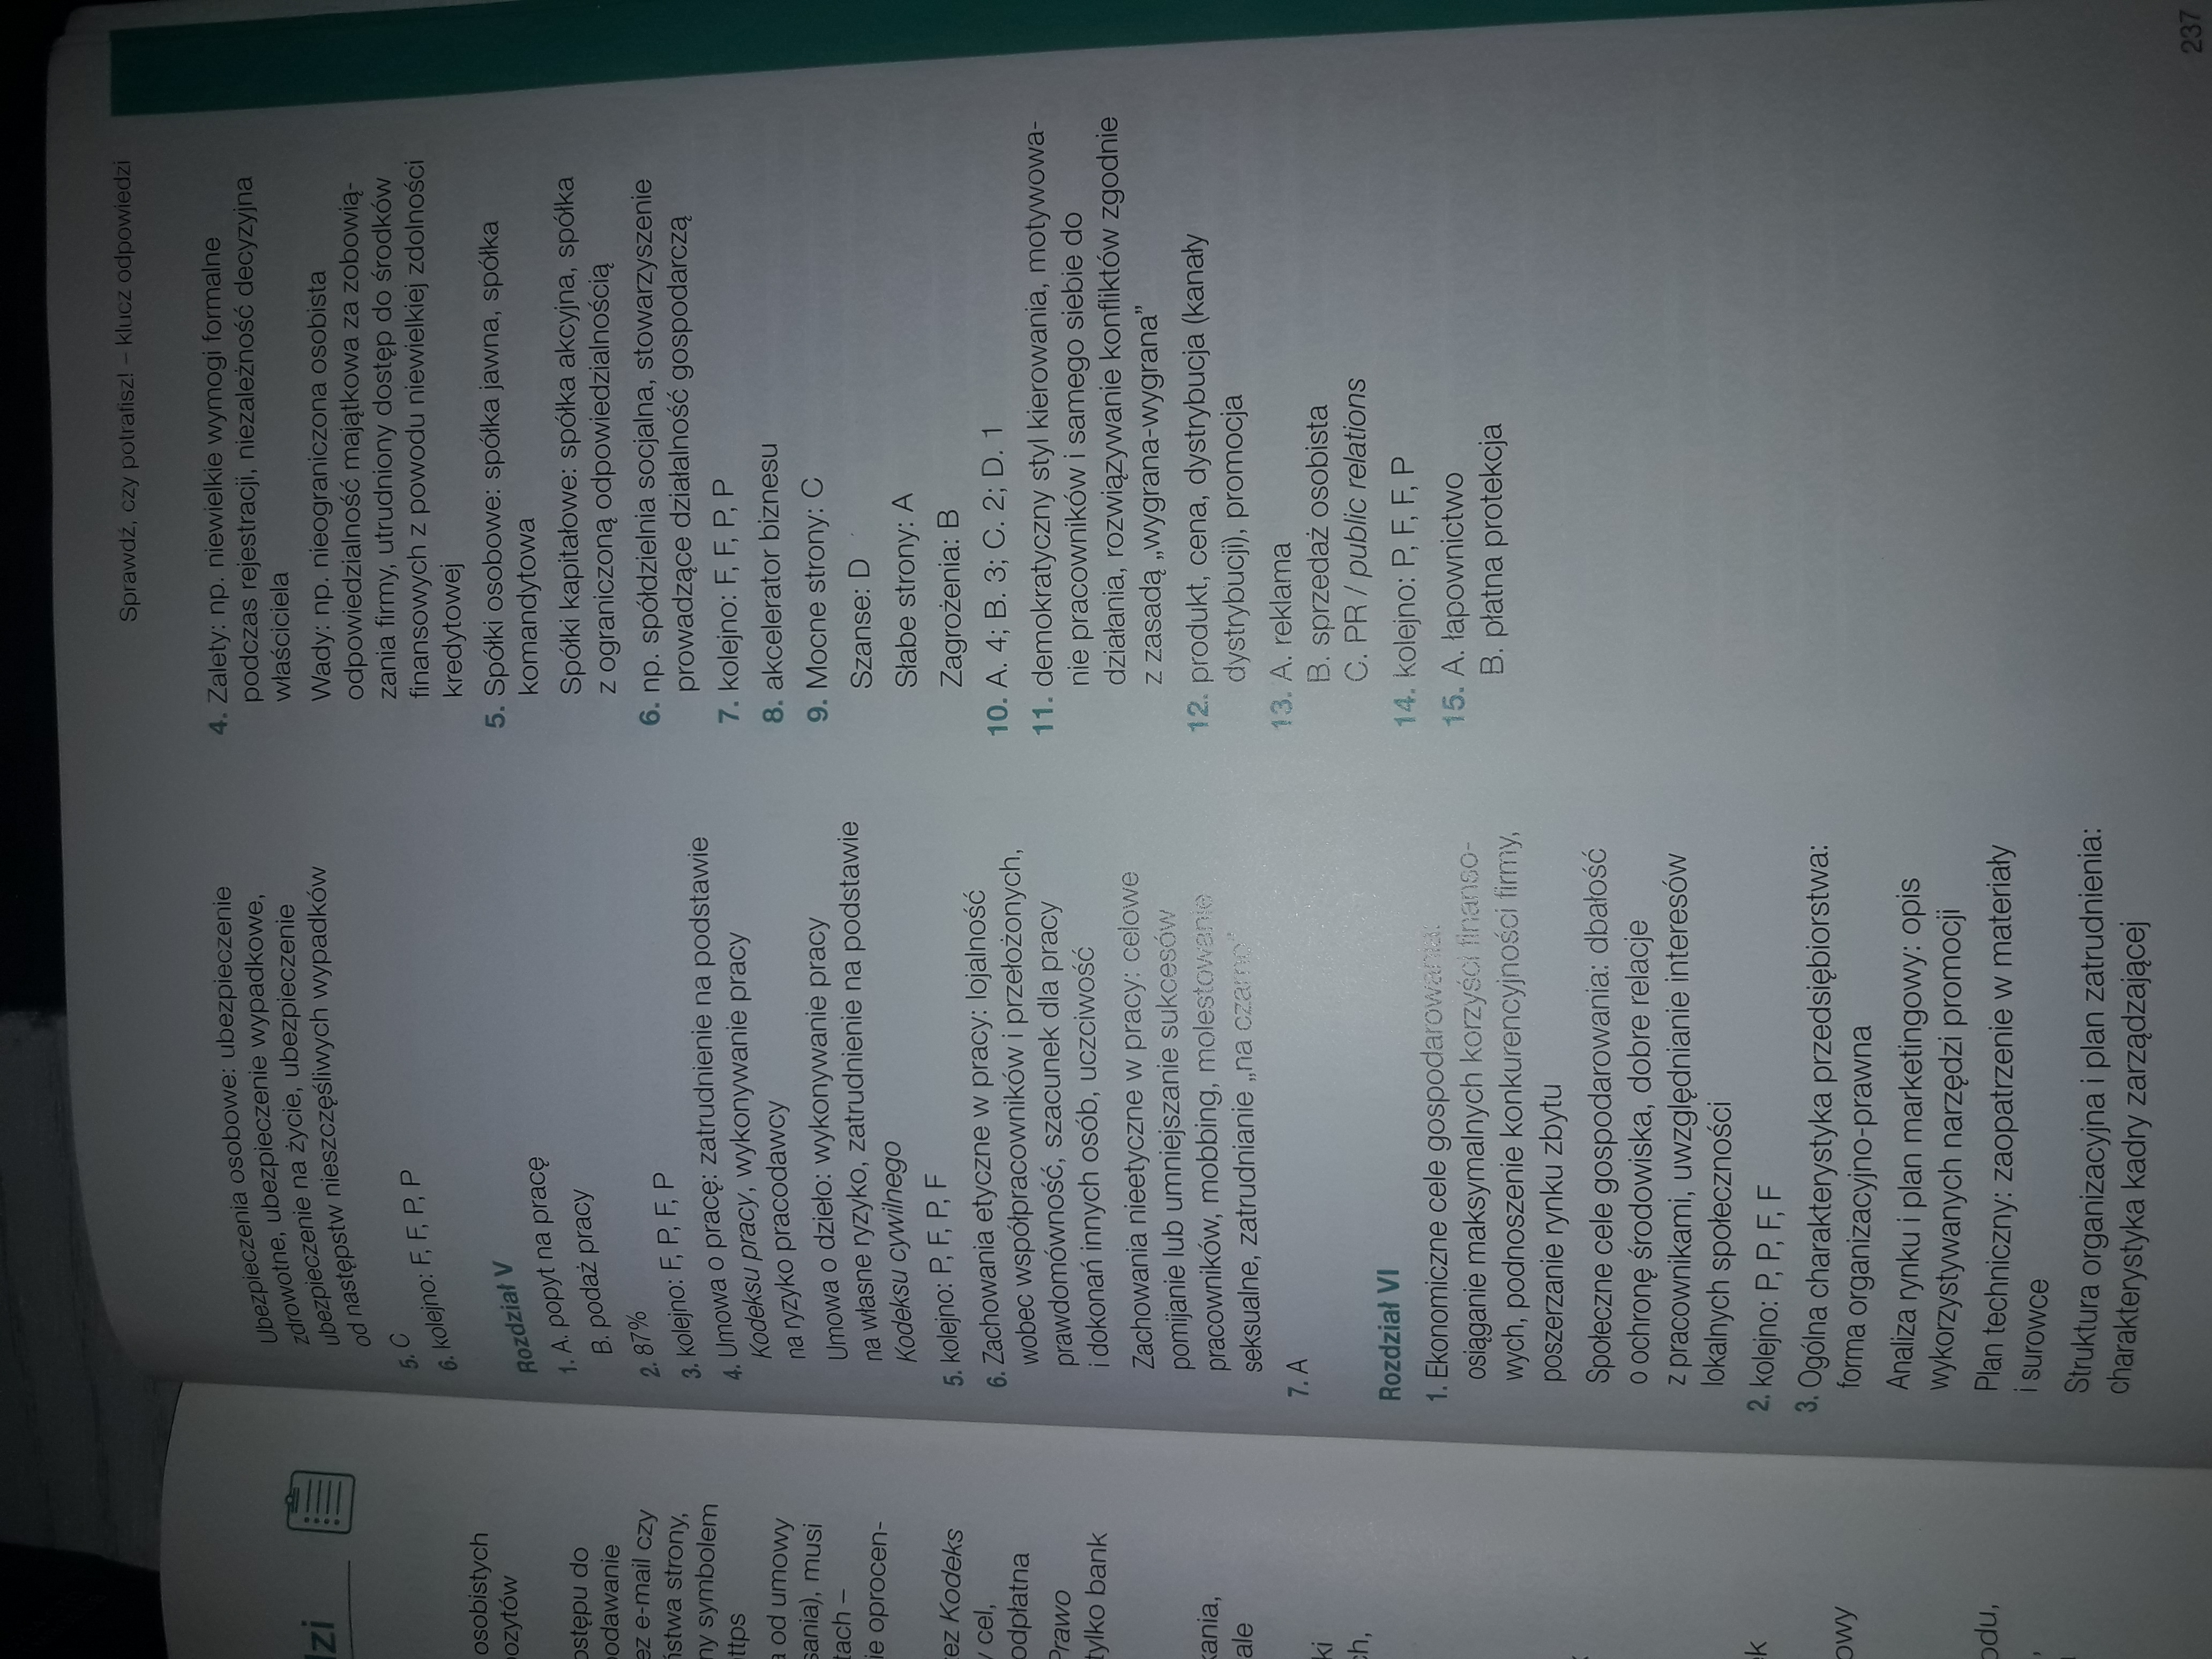 Sprawdź, czy potrafisz! – klucz odpowiedzi
dzi
osobistych
ozytów
ostępu do
odawanie
ez e-mail czy
ństwa strony,
ny symbolem
ttps
a od umowy
sania), musi
tach –
ie oprocen-
ez Kodeks
y cel,
odpłatna
Prawo
tylko bank
kania,
ale
ki
ch,
k
owy
odu,
,
Ubezpieczenia osobowe: ubezpieczenie
zdrowotne, ubezpieczenie wypadkowe,
ubezpieczenie na życie, ubezpieczenie
od następstw nieszczęśliwych wypadków
5. C
6. kolejno: F, F, P, P
Rozdział V
1. A. popyt na pracę
B. podaż pracy
2. 87%
3. kolejno: F, P, F, P
4. Umowa o pracę: zatrudnienie na podstawie
Kodeksu pracy, wykonywanie pracy
na ryzyko pracodawcy
Umowa o dzieło: wykonywanie pracy
na własne ryzyko, zatrudnienie na podstawie
Kodeksu cywilnego
5. kolejno: P, F, P, F
6. Zachowania etyczne w pracy: lojalność
wobec współpracowników i przełożonych,
prawdomówność, szacunek dla pracy
i dokonań innych osób, uczciwość
Zachowania nieetyczne w pracy: celowe
pomijanie lub umniejszanie sukcesów
pracowników, mobbing, molestowanie
seksualne, zatrudnianie „na czarno”
7. A
Rozdział VI
1. Ekonomiczne cele gospodarowania:
osiąganie maksymalnych korzyści finanso-
wych, podnoszenie konkurencyjności firmy,
poszerzanie rynku zbytu
Społeczne cele gospodarowania: dbałość
o ochronę środowiska, dobre relacje
z pracownikami, uwzględnianie interesów
lokalnych społeczności
2. kolejno: P, P, F, F
3. Ogólna charakterystyka przedsiębiorstwa:
forma organizacyjno-prawna
Analiza rynku i plan marketingowy: opis
wykorzystywanych narzędzi promocji
Plan techniczny: zaopatrzenie w materiały
i surowce
Struktura organizacyjna i plan zatrudnienia:
charakterystyka kadry zarządzającej
4. Zalety: np. niewielkie wymogi formalne
podczas rejestracji, niezależność decyzyjna
właściciela
Wady: np. nieograniczona osobista
odpowiedzialność majątkowa za zobowią-
zania firmy, utrudniony dostęp do środków
finansowych z powodu niewielkiej zdolności
kredytowej
5. Spółki osobowe: spółka jawna, spółka
komandytowa
Spółki kapitałowe: spółka akcyjna, spółka
z ograniczoną odpowiedzialnością
6. np. spółdzielnia socjalna, stowarzyszenie
prowadzące działalność gospodarczą
7. kolejno: F, F, P, P
8. akcelerator biznesu
9. Mocne strony: C
Szanse: D
Słabe strony: A
Zagrożenia: B
10. A. 4; B. 3; C. 2; D. 1
11. demokratyczny styl kierowania, motywowa-
nie pracowników i samego siebie do
działania, rozwiązywanie konfliktów zgodnie
z zasadą „wygrana-wygrana”
12. produkt, cena, dystrybucja (kanały
dystrybucji), promocja
13. A. reklama
B. sprzedaż osobista
C. PR / public relations
14. kolejno: P, F, F, P
15. A. łapownictwo
B. płatna protekcja
237